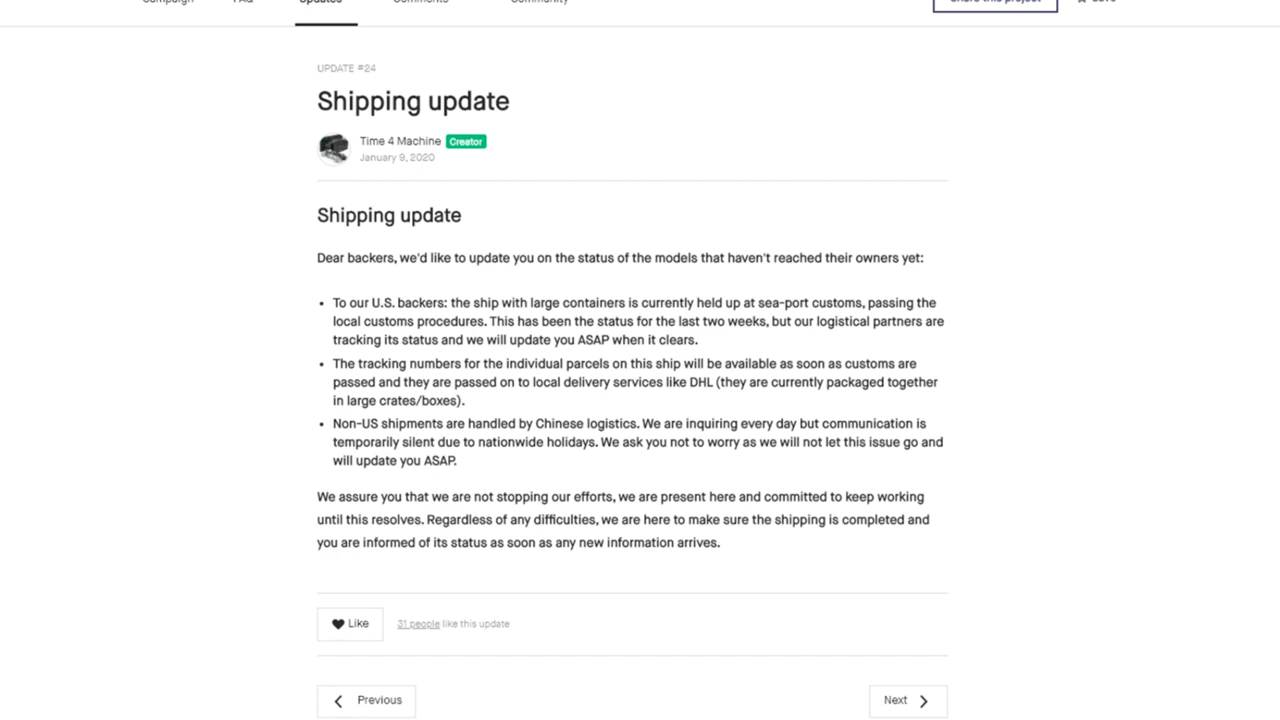 Campaign FAQ Updates Comments Community Share this project Save
UPDATE #24
Shipping update
Time 4 Machine Creator
January 9, 2020
Shipping update
Dear backers, we'd like to update you on the status of the models that haven't reached their owners yet:
• To our U.S. backers: the ship with large containers is currently held up at sea-port customs, passing the
local customs procedures. This has been the status for the last two weeks, but our logistical partners are
tracking its status and we will update you ASAP when it clears.
• The tracking numbers for the individual parcels on this ship will be available as soon as customs are
passed and they are passed on to local delivery services like DHL (they are currently packaged together
in large crates/boxes).
• Non-US shipments are handled by Chinese logistics. We are inquiring every day but communication is
temporarily silent due to nationwide holidays. We ask you not to worry as we will not let this issue go and
will update you ASAP.
We assure you that we are not stopping our efforts, we are present here and committed to keep working
until this resolves. Regardless of any difficulties, we are here to make sure the shipping is completed and
you are informed of its status as soon as any new information arrives.
Like 31 people like this update
Previous Next